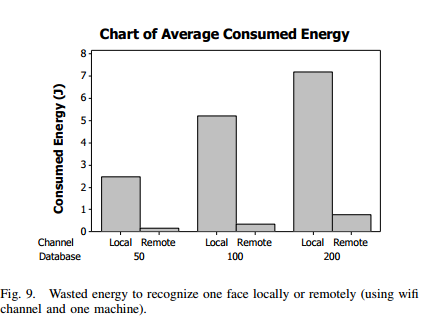 Chart of Average Consumed Energy
Consumed Energy (J)
8
7
6
5
4
3
2
1
0
Channel Local Remote Local Remote Local Remote
Database 50 100 200
Fig. 9. Wasted energy to recognize one face locally or remotely (using wifi
channel and one machine).